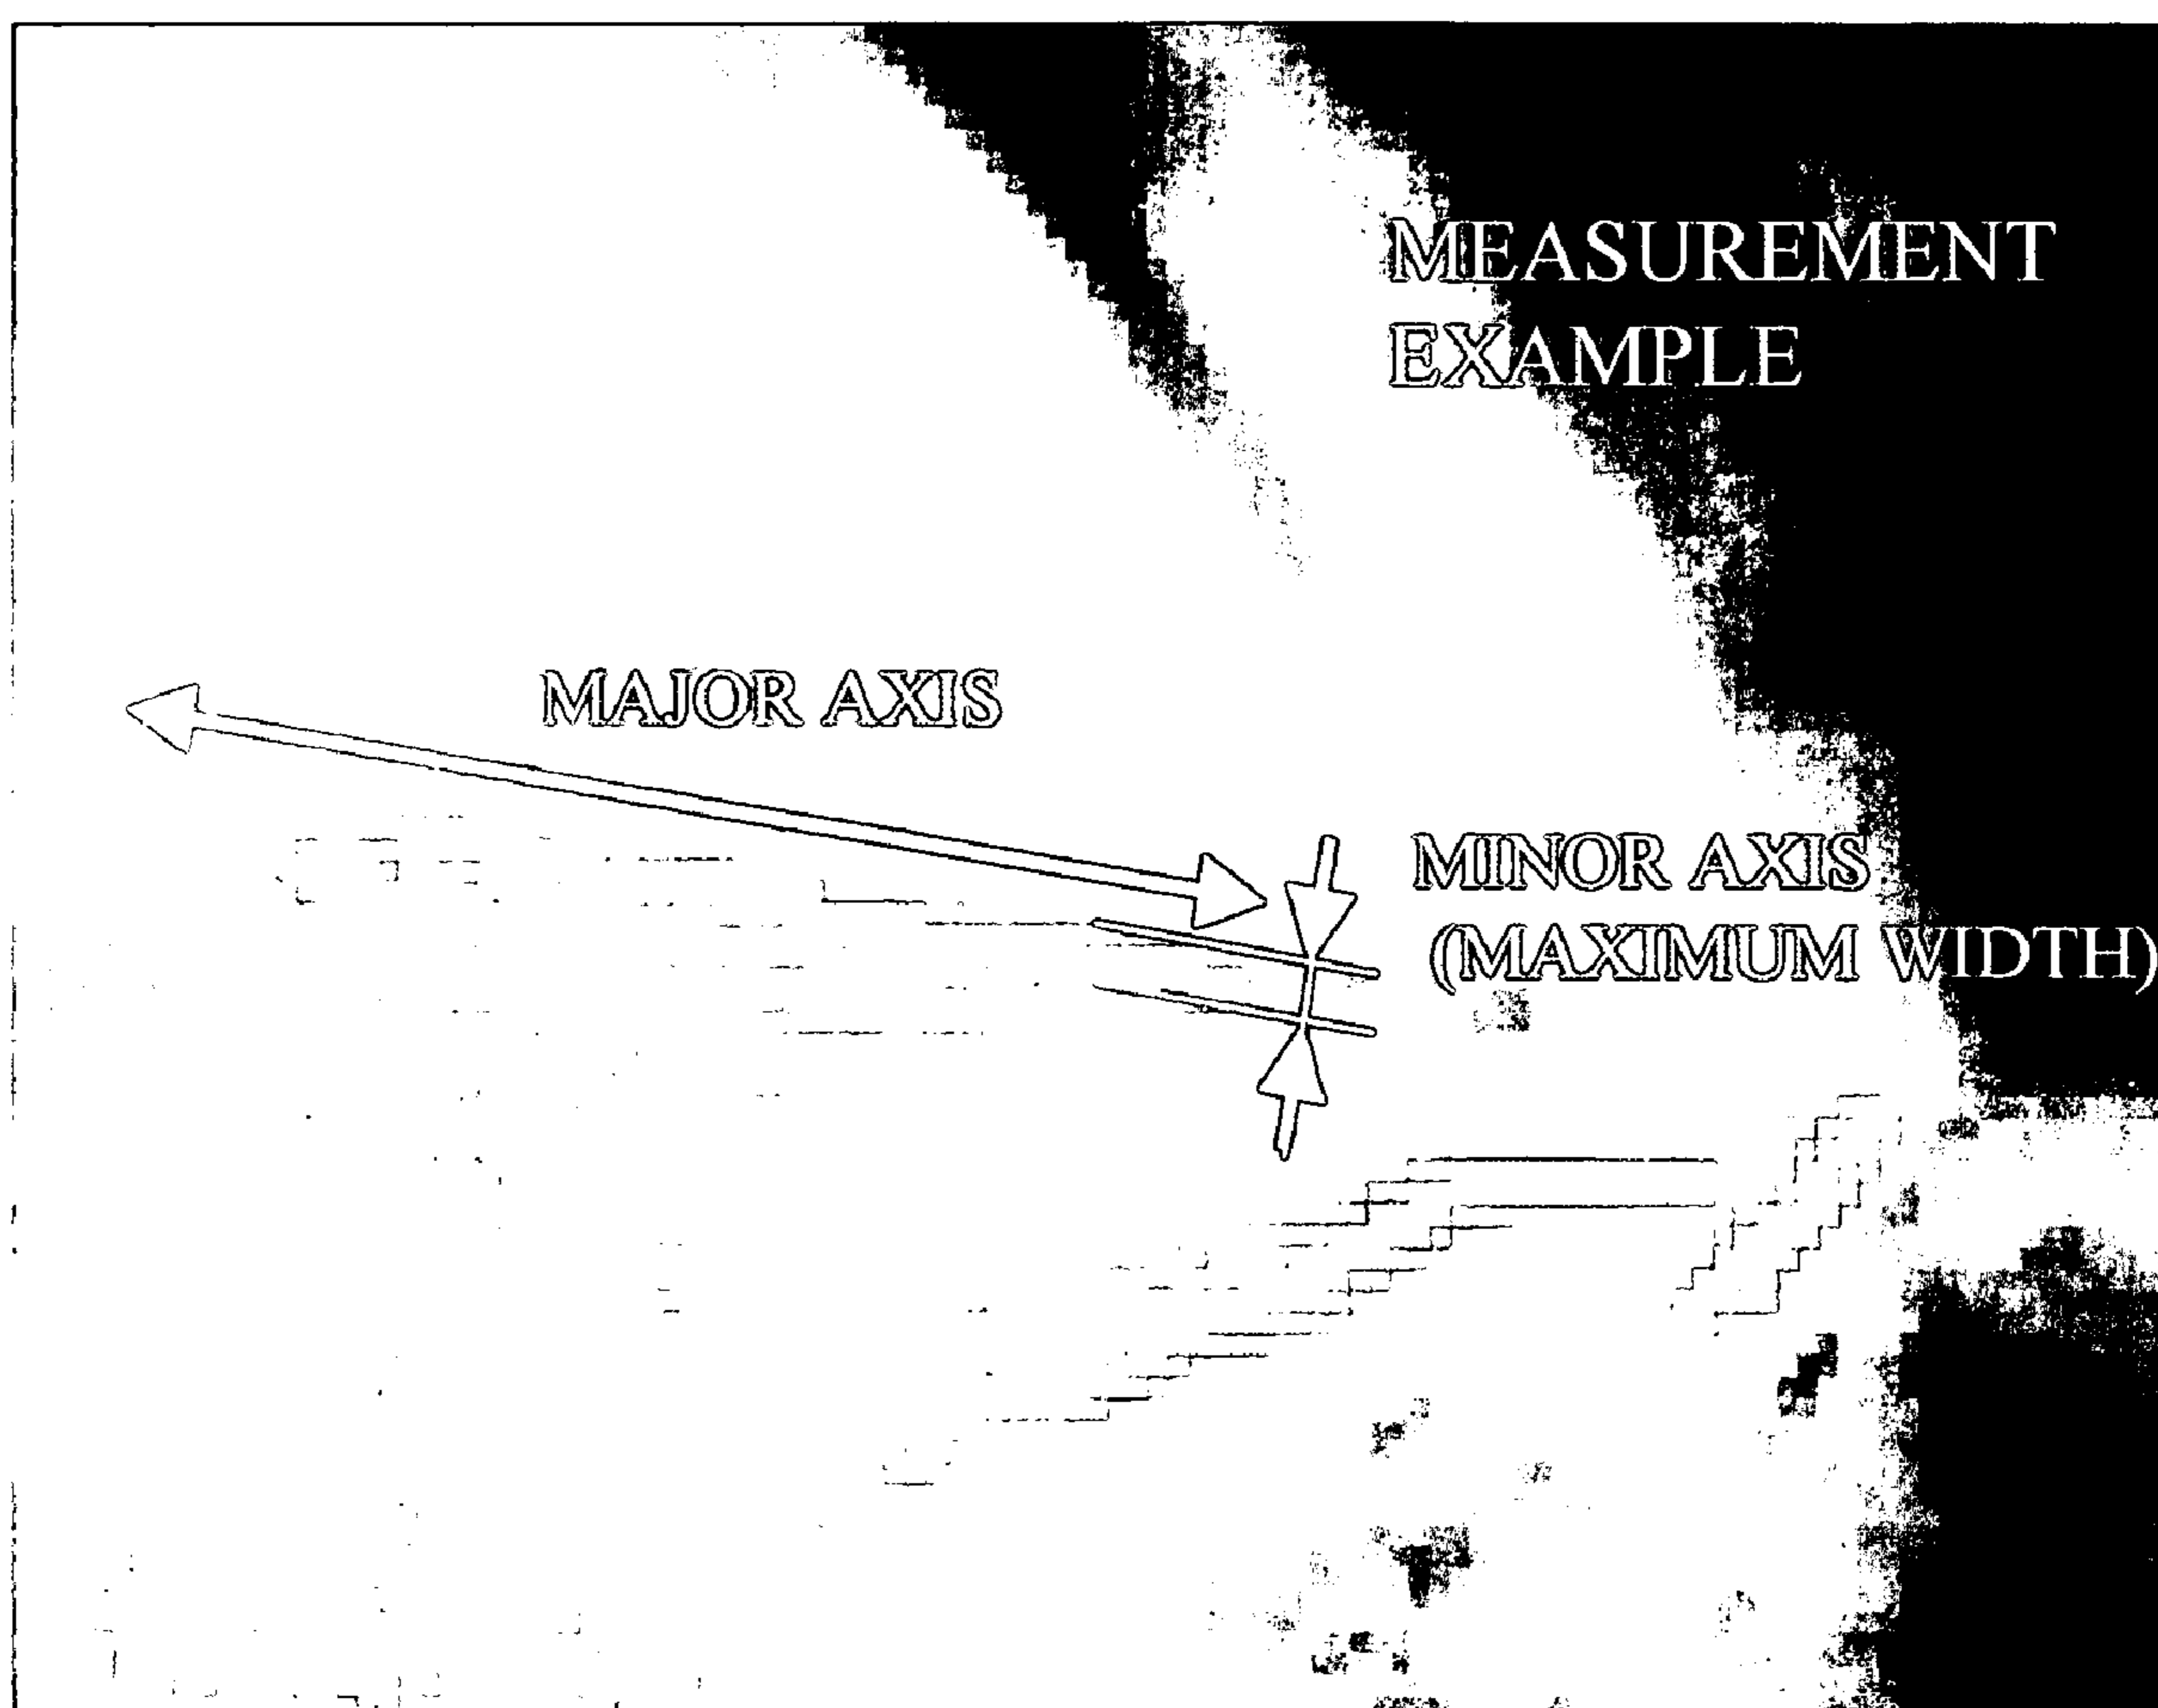 MEASUREMENT
EXAMPLE
MAJOR AXIS
MINOR AXIS
(MAXIMUM WIDTH)